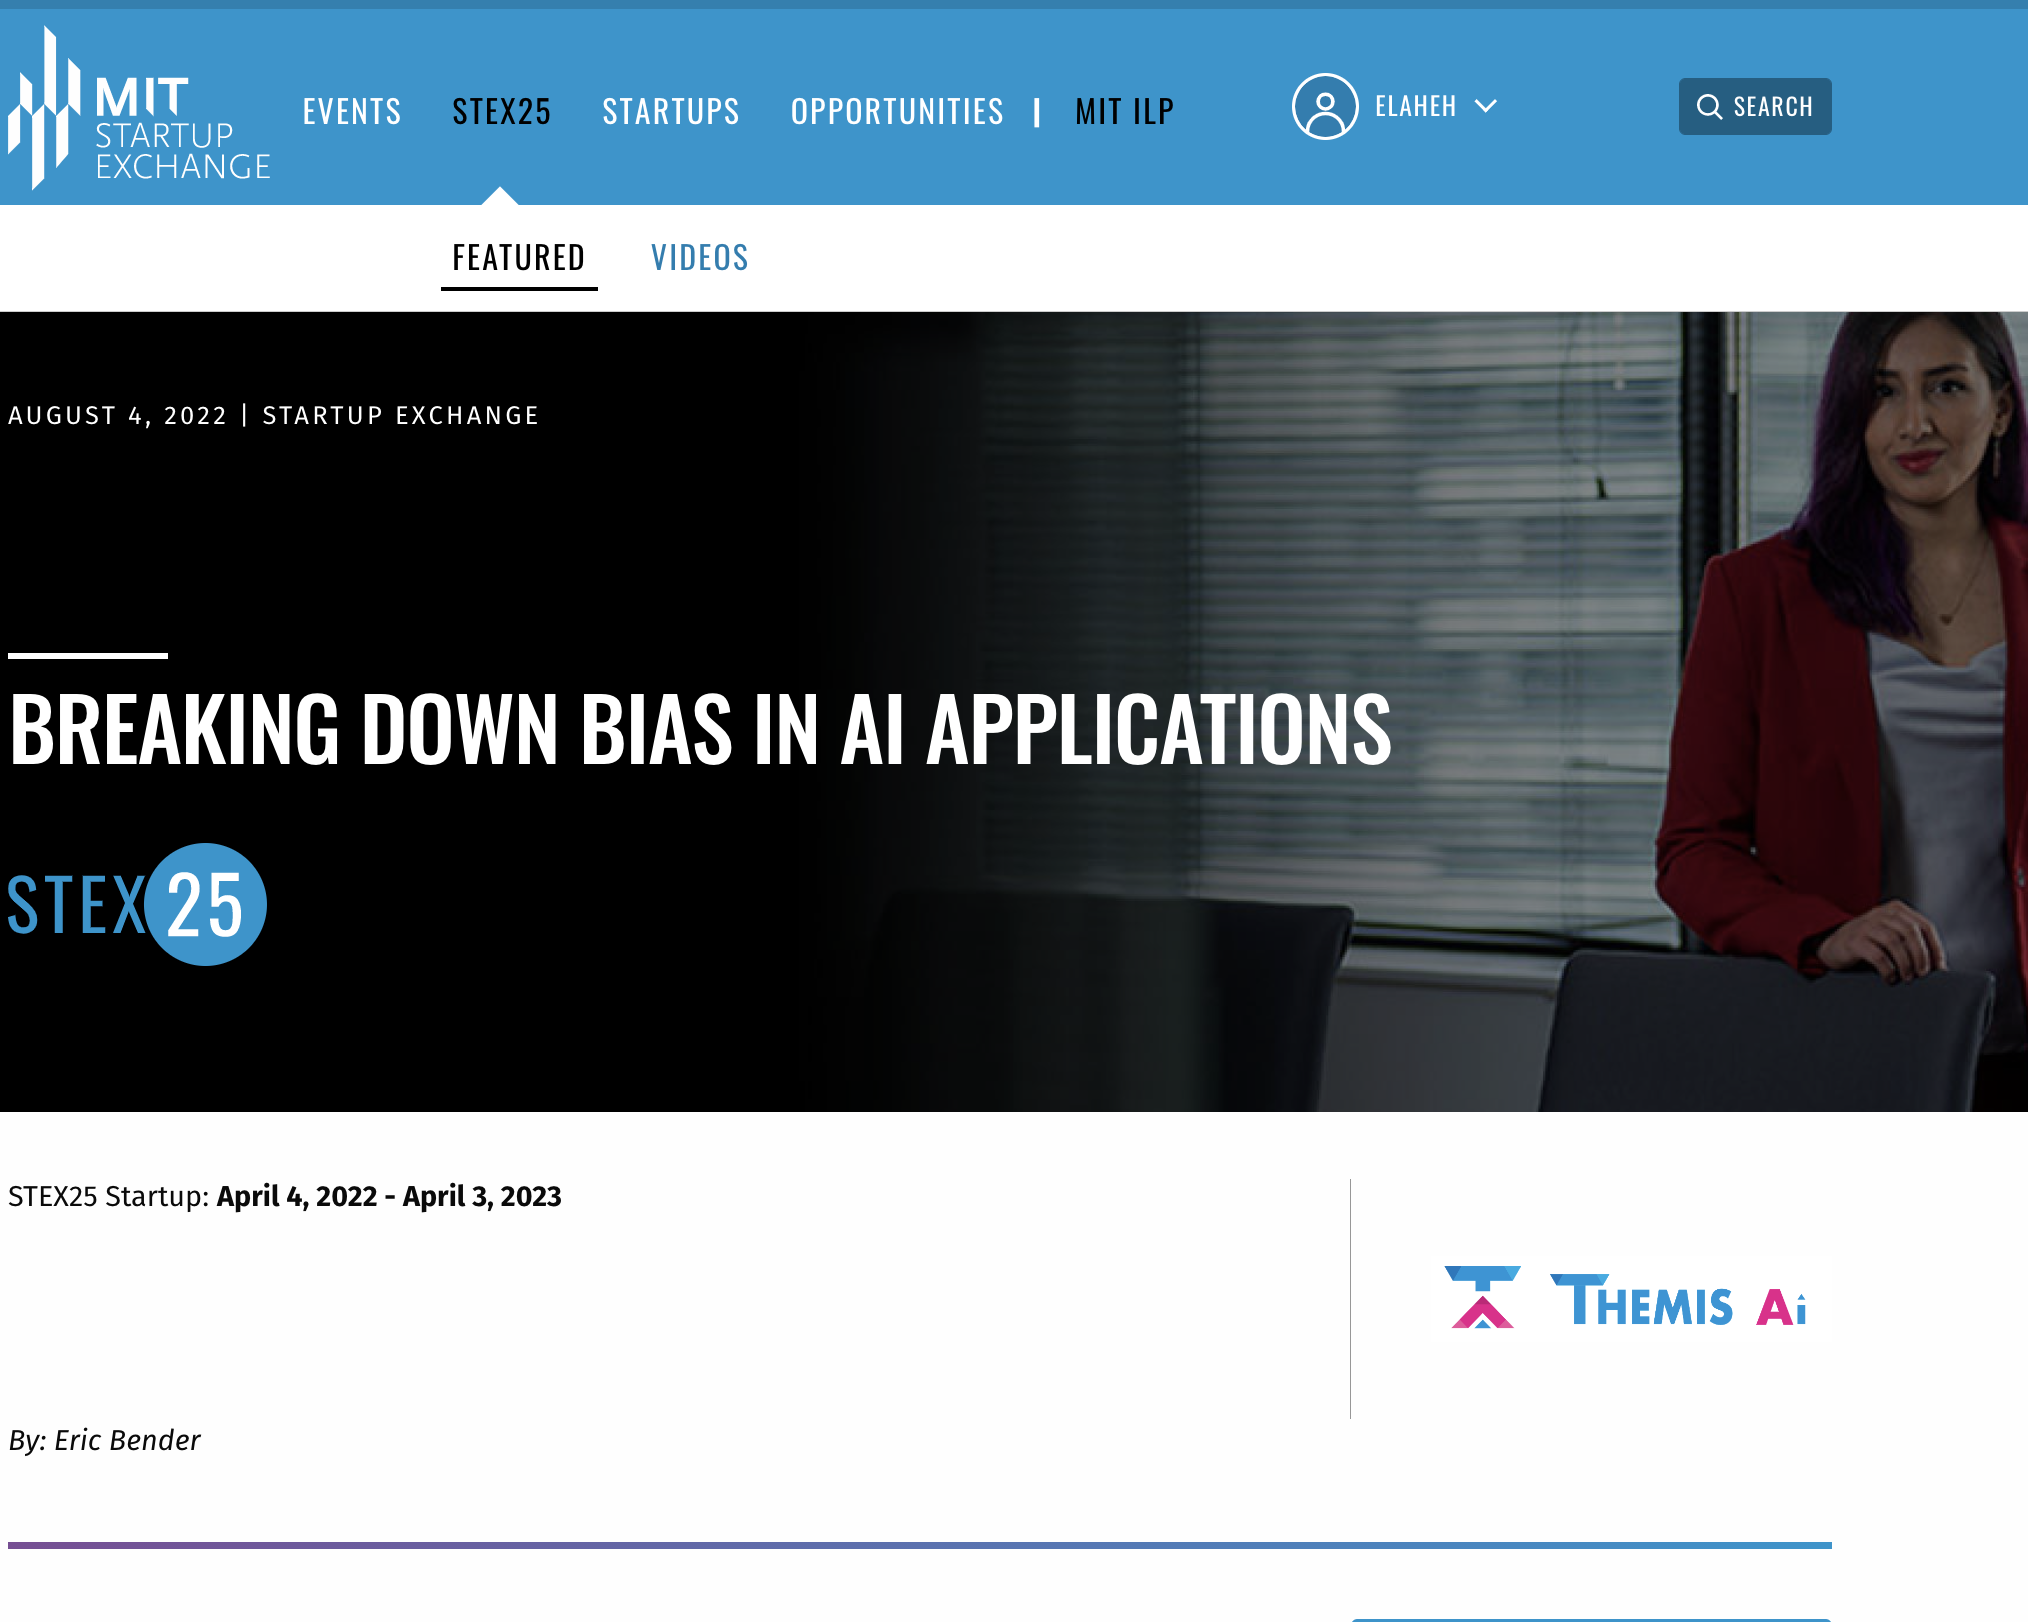 MIT
STARTUP
EXCHANGE
EVENTS STEX25 STARTUPS OPPORTUNITIES | MIT ILP
ELAHEH
SEARCH
FEATURED VIDEOS
AUGUST 4, 2022 | STARTUP EXCHANGE
BREAKING DOWN BIAS IN AI APPLICATIONS
STEX25
STEX25 Startup: April 4, 2022 - April 3, 2023
THEMIS Ai
By: Eric Bender